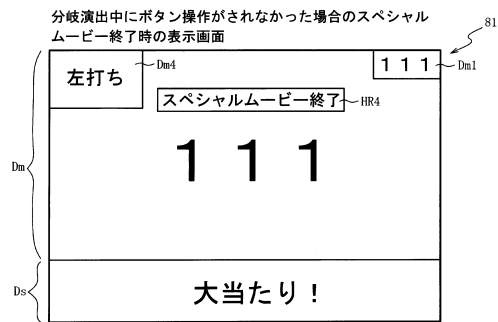 分岐演出中にボタン操作がされなかった場合のスペシャル
ムービー終了時の表示画面
81
左打ち
Dm4
111
Dm1
スペシャルムービー終了
HR4
111
Dm
Ds
大当たり！